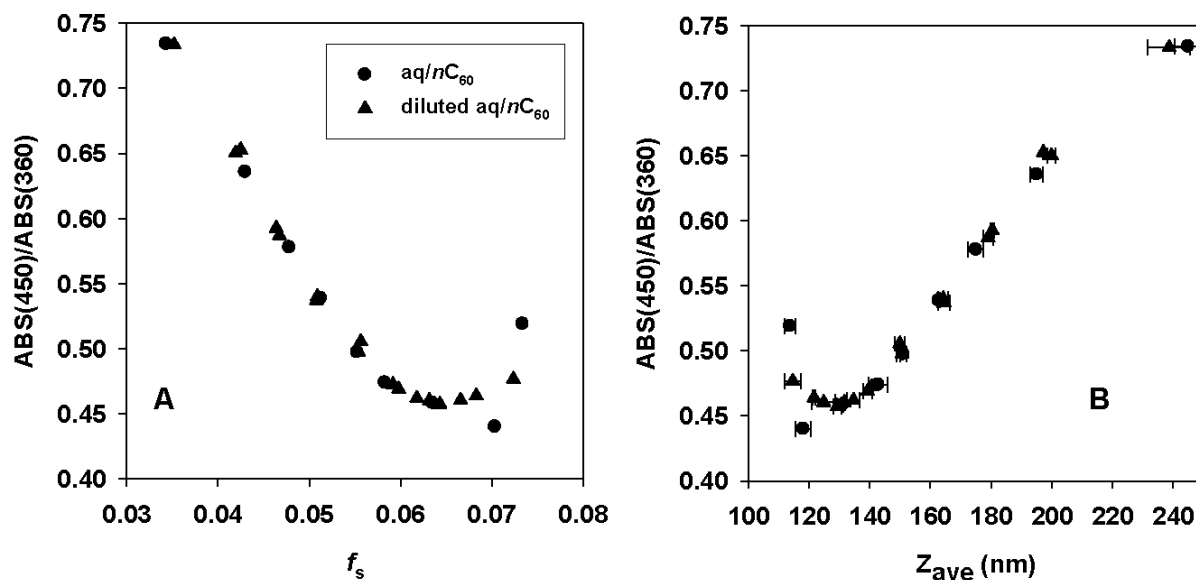 ABS(450)/ABS(360)
0.75
0.70
0.65
0.60
0.55
0.50
0.45
0.40
0.03 0.04 0.05 0.06 0.07 0.08
fs
aq/nC60
diluted aq/nC60
A
ABS(450)/ABS(360)
0.75
0.70
0.65
0.60
0.55
0.50
0.45
0.40
100 120 140 160 180 200 220 240
Zave (nm)
B